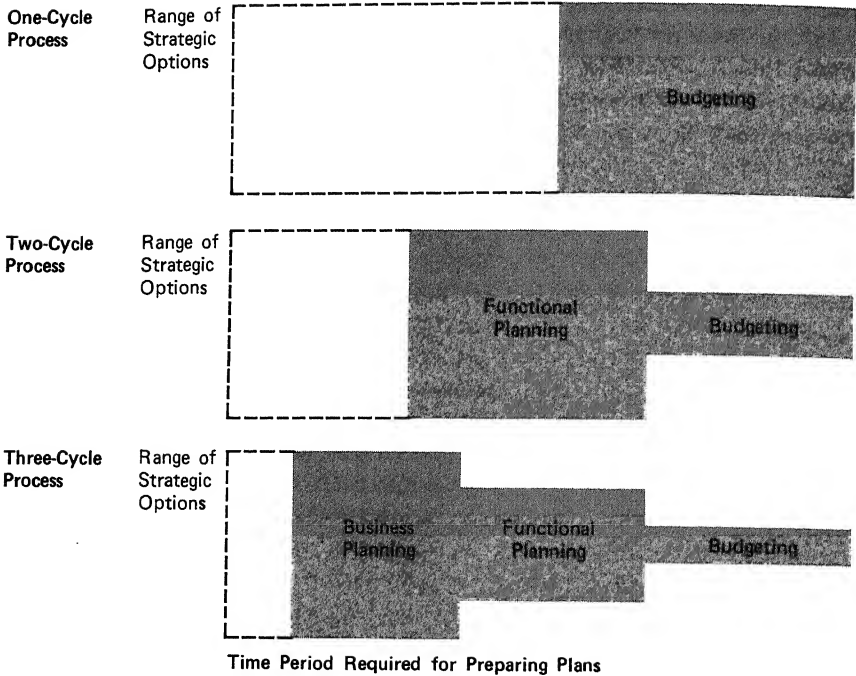 One-Cycle
Process
Range of
Strategic
Options
Budgeting
Two-Cycle
Process
Range of
Strategic
Options
Functional
Planning
Budgeting
Three-Cycle
Process
Range of
Strategic
Options
Business
Planning
Functional
Planning
Budgeting
Time Period Required for Preparing Plans